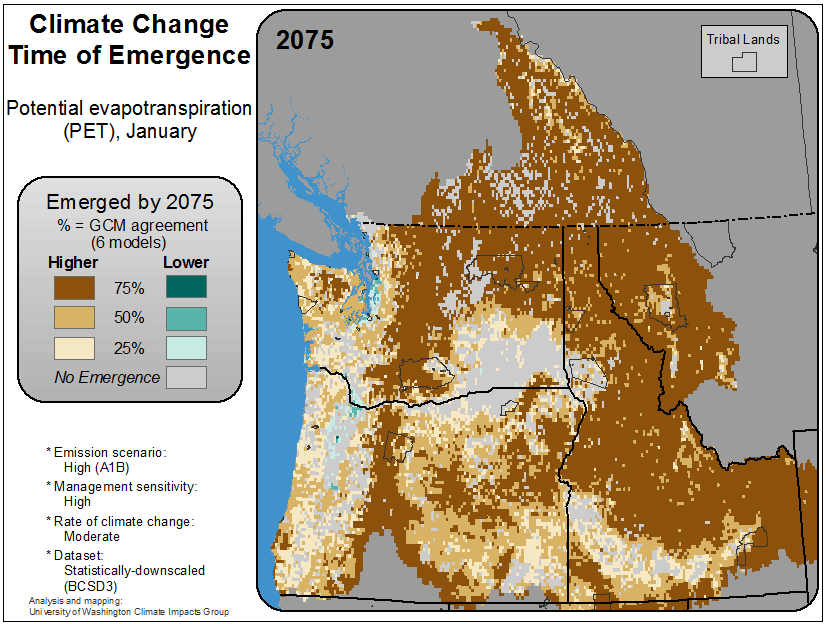 Climate Change
Time of Emergence
Potential evapotranspiration
(PET), January
Emerged by 2075
% = GCM agreement
(6 models)
Higher Lower
75%
50%
25%
No Emergence
* Emission scenario:
High (A1B)
* Management sensitivity:
High
* Rate of climate change:
Moderate
* Dataset:
Statistically-downscaled
(BCSD3)
Analysis and mapping:
University of Washington Climate Impacts Group
2075
Tribal Lands